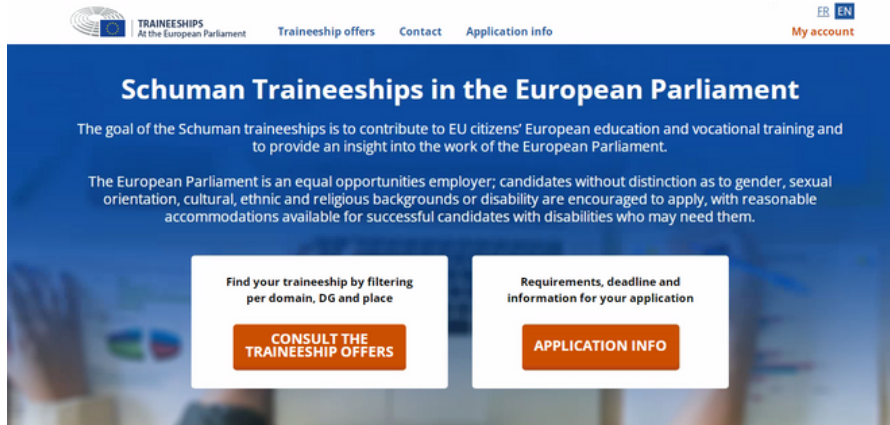 FR EN
TRAINEESHIPS
At the European Parliament
Traineeship offers Contact Application info
My account
Schuman Traineeships in the European Parliament
The goal of the Schuman traineeships is to contribute to EU citizens’ European education and vocational training and
to provide an insight into the work of the European Parliament.
The European Parliament is an equal opportunities employer; candidates without distinction as to gender, sexual
orientation, cultural, ethnic and religious backgrounds or disability are encouraged to apply, with reasonable
accommodations available for successful candidates with disabilities who may need them.
Find your traineeship by filtering
per domain, DG and place
CONSULT THE
TRAINEESHIP OFFERS
Requirements, deadline and
information for your application
APPLICATION INFO